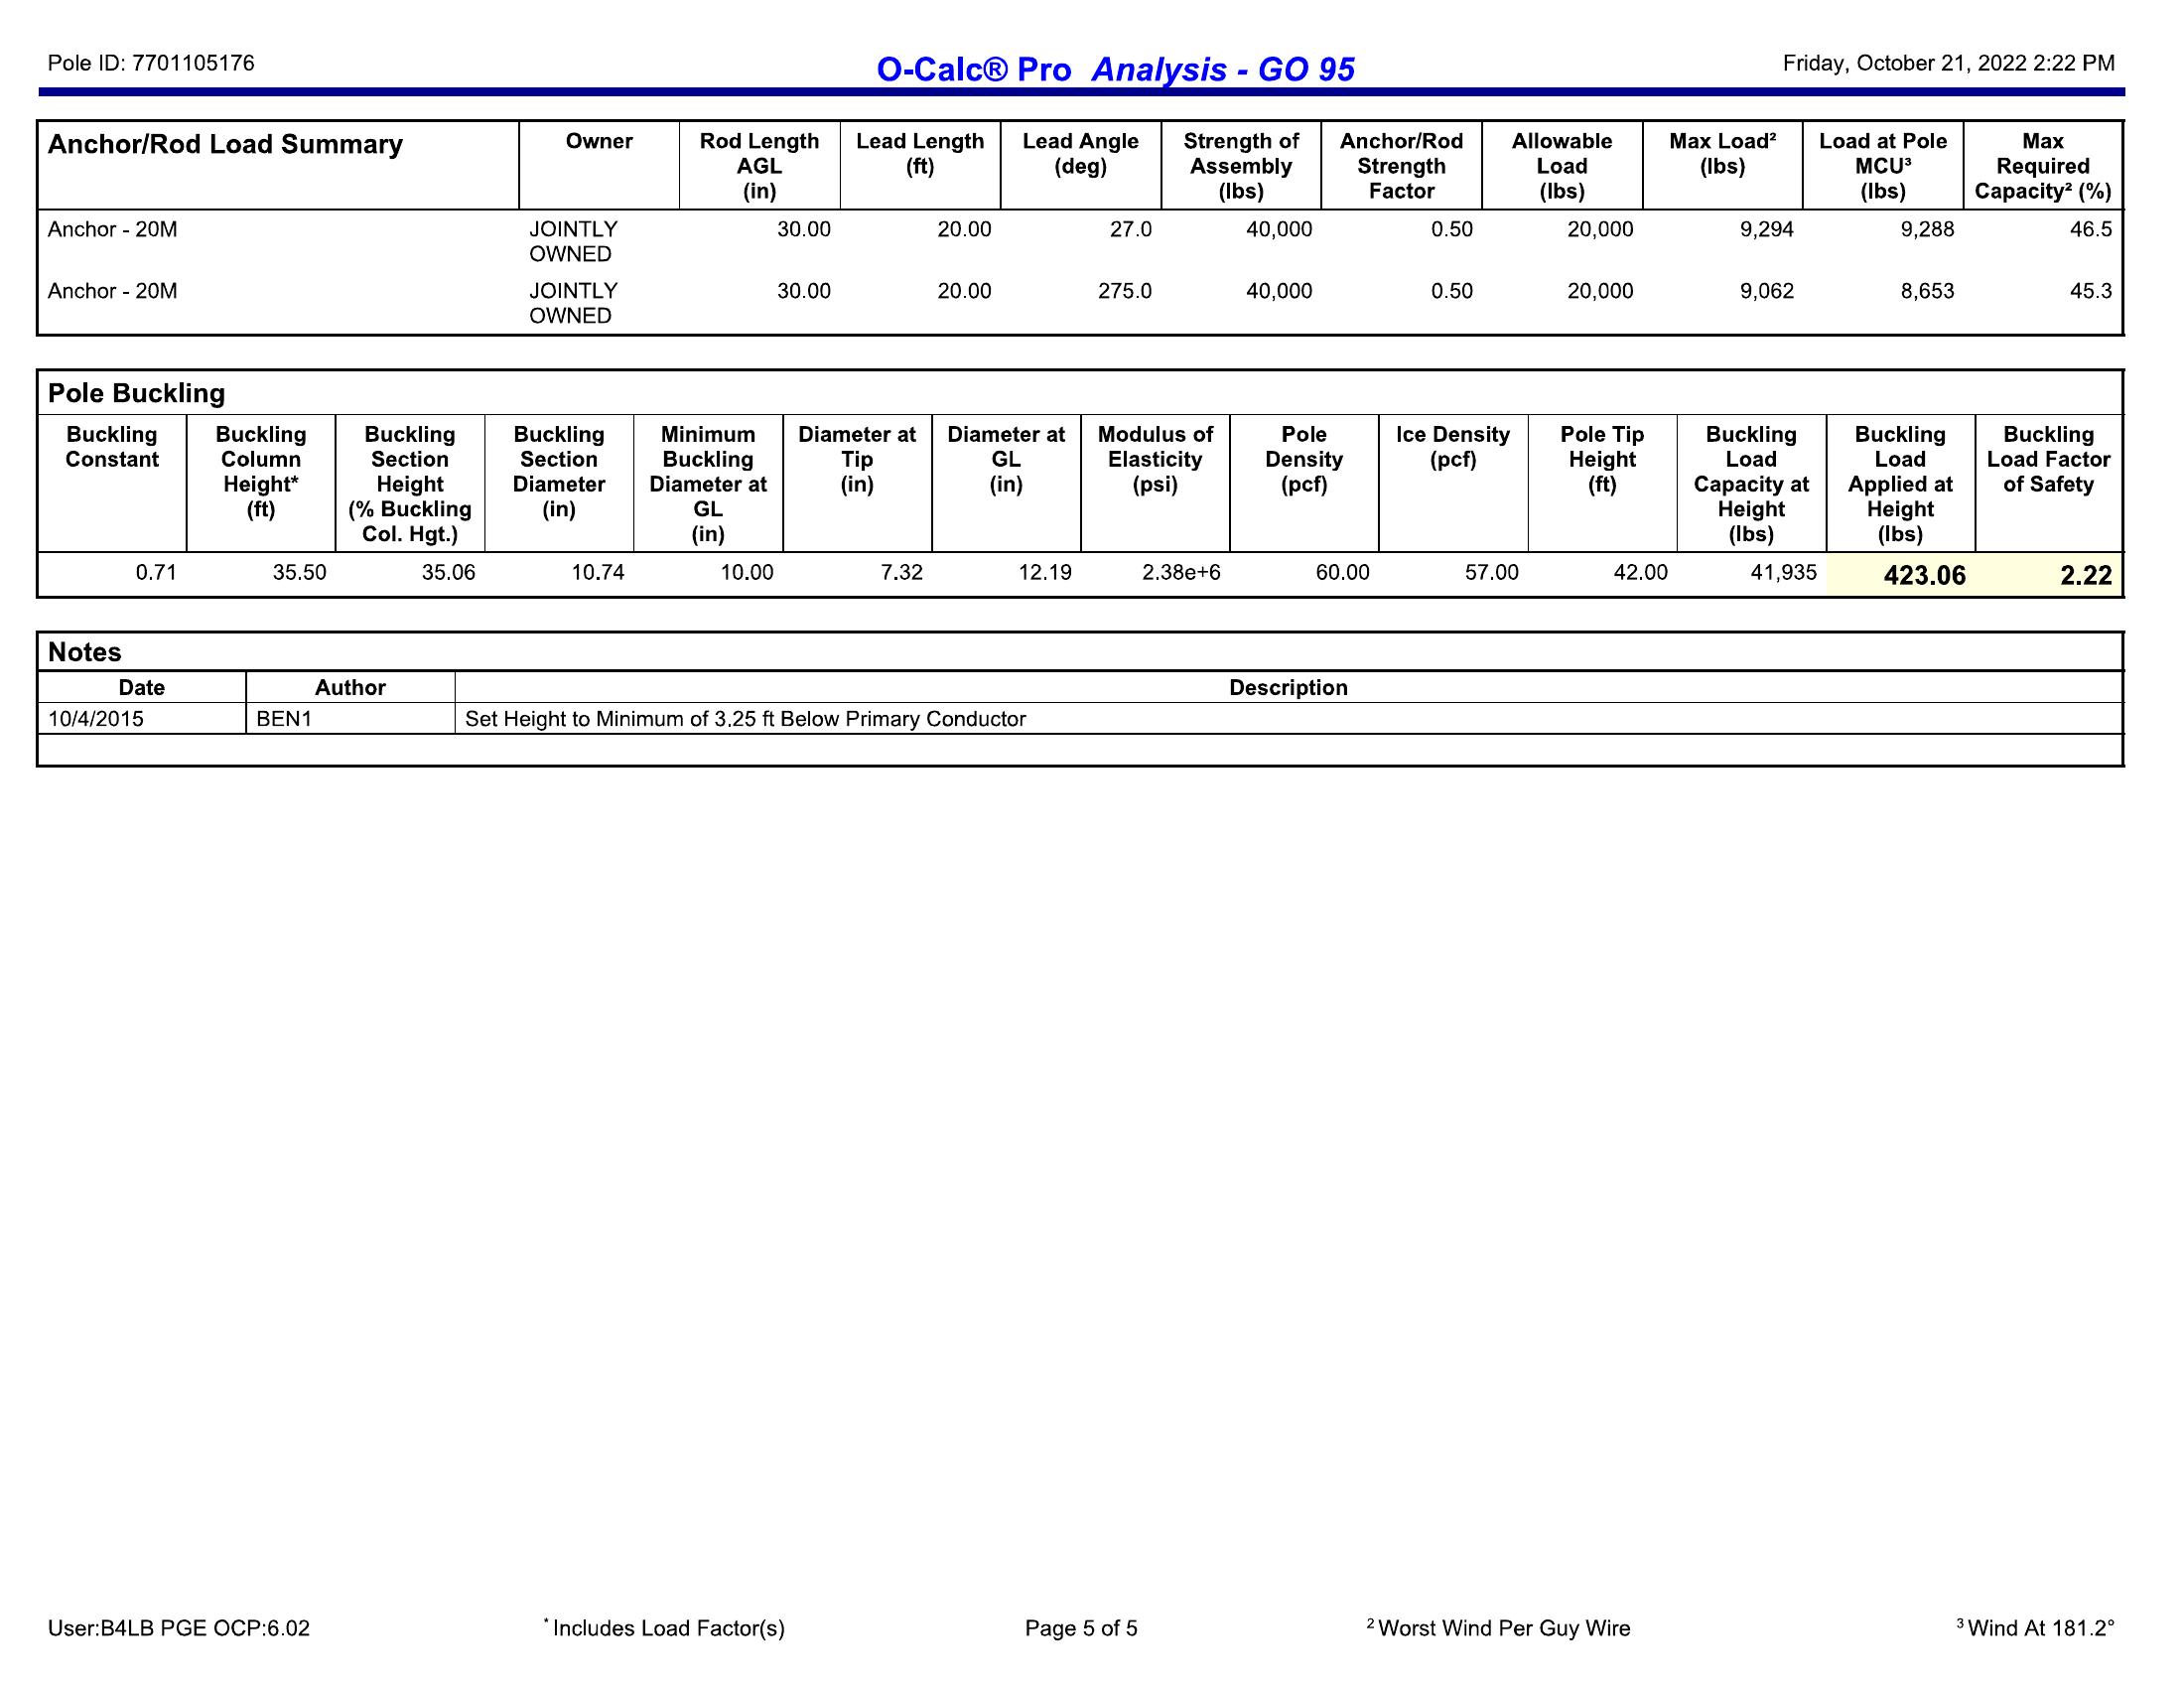 Pole ID: 7701105176
O-Calc® Pro Analysis - GO 95
Friday, October 21, 2022 2:22 PM
Anchor/Rod Load Summary
Owner
Rod Length AGL (in)
Lead Length (ft)
Lead Angle (deg)
Strength of Assembly (lbs)
Anchor/Rod Strength Factor
Allowable Load (lbs)
Max Load² (lbs)
Load at Pole MCU³ (lbs)
Max Required Capacity² (%)
Anchor - 20M JOINTLY OWNED 30.00 20.00 27.0 40,000 0.50 20,000 9,294 9,288 46.5
Anchor - 20M JOINTLY OWNED 30.00 20.00 275.0 40,000 0.50 20,000 9,062 8,653 45.3
Pole Buckling
Buckling Constant
Buckling Column Height* (ft)
Buckling Section Height (% Buckling Col. Hgt.)
Buckling Section Diameter (in)
Minimum Buckling Diameter at GL (in)
Diameter at Tip (in)
Diameter at GL (in)
Modulus of Elasticity (psi)
Pole Density (pcf)
Ice Density (pcf)
Pole Tip Height (ft)
Buckling Load Capacity at Height (lbs)
Buckling Load Applied at Height (lbs)
Buckling Load Factor of Safety
0.71 35.50 35.06 10.74 10.00 7.32 12.19 2.38e+6 60.00 57.00 42.00 41,935 423.06 2.22
Notes
Date Author Description
10/4/2015 BEN1 Set Height to Minimum of 3.25 ft Below Primary Conductor
User:B4LB PGE OCP:6.02
* Includes Load Factor(s)
Page 5 of 5
² Worst Wind Per Guy Wire
³ Wind At 181.2°